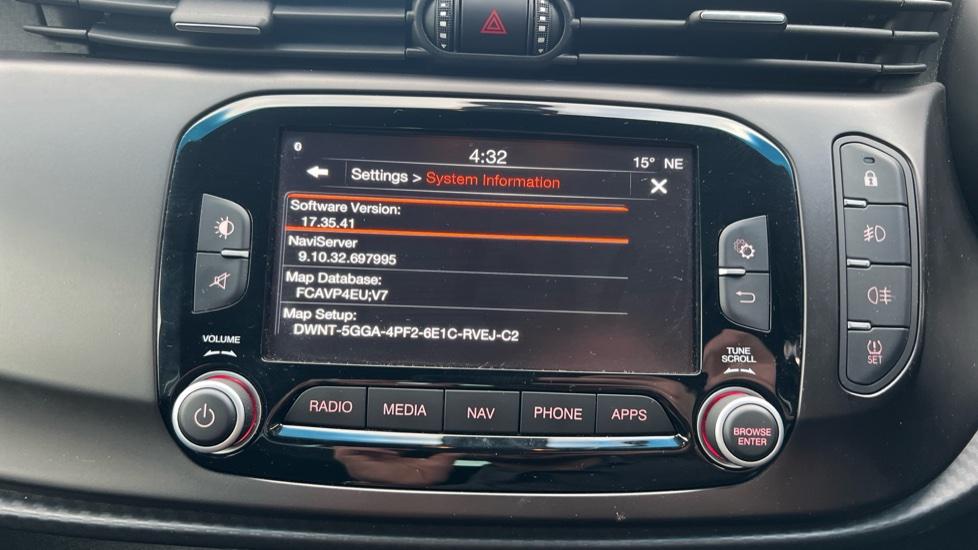 4:32
15° NE
Settings > System Information
Software Version:
17.35.41
NaviServer
9.10.32.697995
Map Database:
FCAVP4EU;V7
Map Setup:
DWNT-5GGA-4PF2-6E1C-RVEJ-C2
VOLUME
TUNE
SCROLL
SET
RADIO
MEDIA
NAV
PHONE
APPS
BROWSE
ENTER